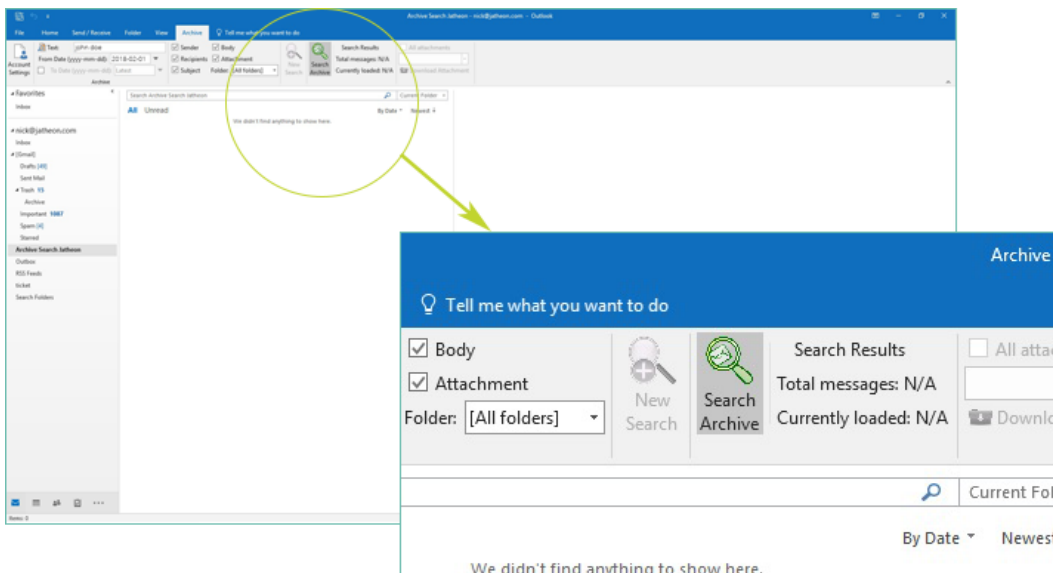 Archive Search Jatheon - nick@jatheon.com - Outlook
File Home Send / Receive Folder View Archive Tell me what you want to do
Account Settings
Text: john doe
From Date (yyyy-mm-dd): 2018-02-01
To Date (yyyy-mm-dd): Latest
Sender Body
Recipients Attachment
Subject Folder: [All folders]
New Search
Search Archive
Search Results
Total messages: N/A
Currently loaded: N/A
All attachments
Download Attachment
Archive
Favorites
Inbox
nick@jatheon.com
Inbox
[Gmail]
Drafts [49]
Sent Mail
Trash 15
Archive
Important 1867
Spam [4]
Starred
Archive Search Jatheon
Outbox
RSS Feeds
ticket
Search Folders
Items: 0
Search Archive Search Jatheon Current Folder
All Unread By Date Newest
We didn't find anything to show here.
Archive
Tell me what you want to do
Body
Attachment
Folder: [All folders]
New Search
Search Archive
Search Results
Total messages: N/A
Currently loaded: N/A
All attac
Downlo
Current Fol
By Date Newest
We didn't find anything to show here.